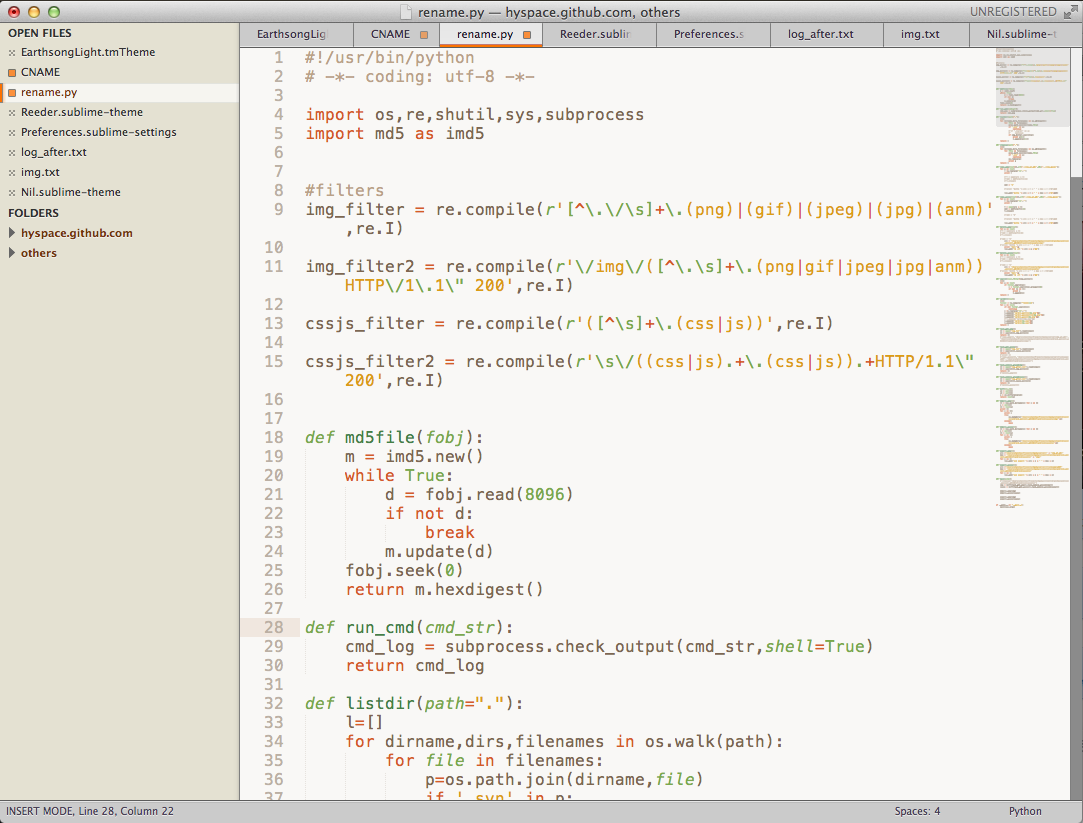 rename.py — hyspace.github.com, others
UNREGISTERED
OPEN FILES
EarthsongLight.tmTheme
CNAME
rename.py
Reeder.sublime-theme
Preferences.sublime-settings
log_after.txt
img.txt
Nil.sublime-theme
FOLDERS
hyspace.github.com
others
EarthsongLig CNAME rename.py Reeder.sublin Preferences.s log_after.txt img.txt Nil.sublime-t
1 #!/usr/bin/python
2 # -*- coding: utf-8 -*-
3
4 import os,re,shutil,sys,subprocess
5 import md5 as imd5
6
7
8 #filters
9 img_filter = re.compile(r'[^\.\/\s]+\.(png)|(gif)|(jpeg)|(jpg)|(anm)'
,re.I)
10
11 img_filter2 = re.compile(r'\/img\/([^\.\s]+\.(png|gif|jpeg|jpg|anm))
HTTP\/1\.1\" 200',re.I)
12
13 cssjs_filter = re.compile(r'([^\s]+\.(css|js))',re.I)
14
15 cssjs_filter2 = re.compile(r'\s\/((css|js).+\.(css|js)).+HTTP/1.1\"
200',re.I)
16
17
18 def md5file(fobj):
19 m = imd5.new()
20 while True:
21 d = fobj.read(8096)
22 if not d:
23 break
24 m.update(d)
25 fobj.seek(0)
26 return m.hexdigest()
27
28 def run_cmd(cmd_str):
29 cmd_log = subprocess.check_output(cmd_str,shell=True)
30 return cmd_log
31
32 def listdir(path="."):
33 l=[]
34 for dirname,dirs,filenames in os.walk(path):
35 for file in filenames:
36 p=os.path.join(dirname,file)
37 if '.svn' in p:
INSERT MODE, Line 28, Column 22
Spaces: 4
Python